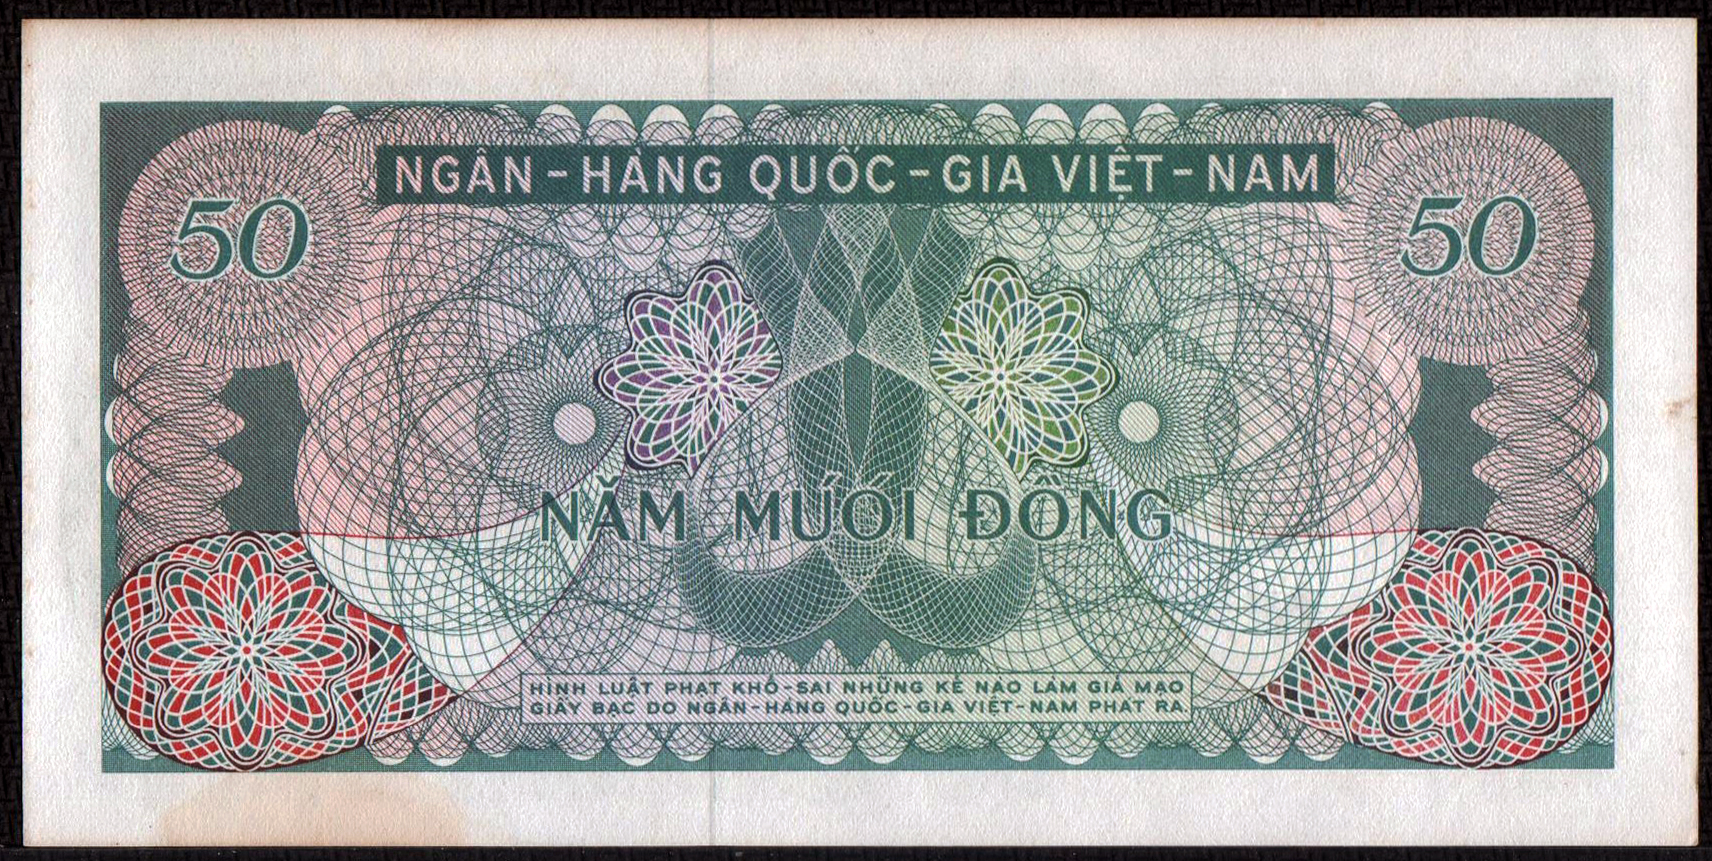 NGÂN-HÀNG QUỐC-GIA VIỆT-NAM
50
50
NĂM MƯƠI ĐỒNG
HÌNH LUẬT PHẠT KHỔ-SAI NHỮNG KẺ NÀO LÀM GIẢ MẠO
GIẤY BẠC DO NGÂN-HÀNG QUỐC-GIA VIỆT-NAM PHÁT RA.